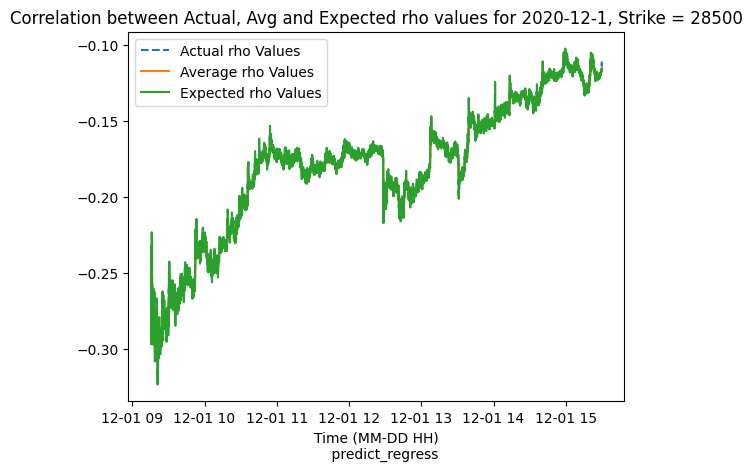 Correlation between Actual, Avg and Expected rho values for 2020-12-1, Strike = 28500
Actual rho Values
Average rho Values
Expected rho Values
−0.10
−0.15
−0.20
−0.25
−0.30
12-01 09 12-01 10 12-01 11 12-01 12 12-01 13 12-01 14 12-01 15
Time (MM-DD HH)
predict_regress